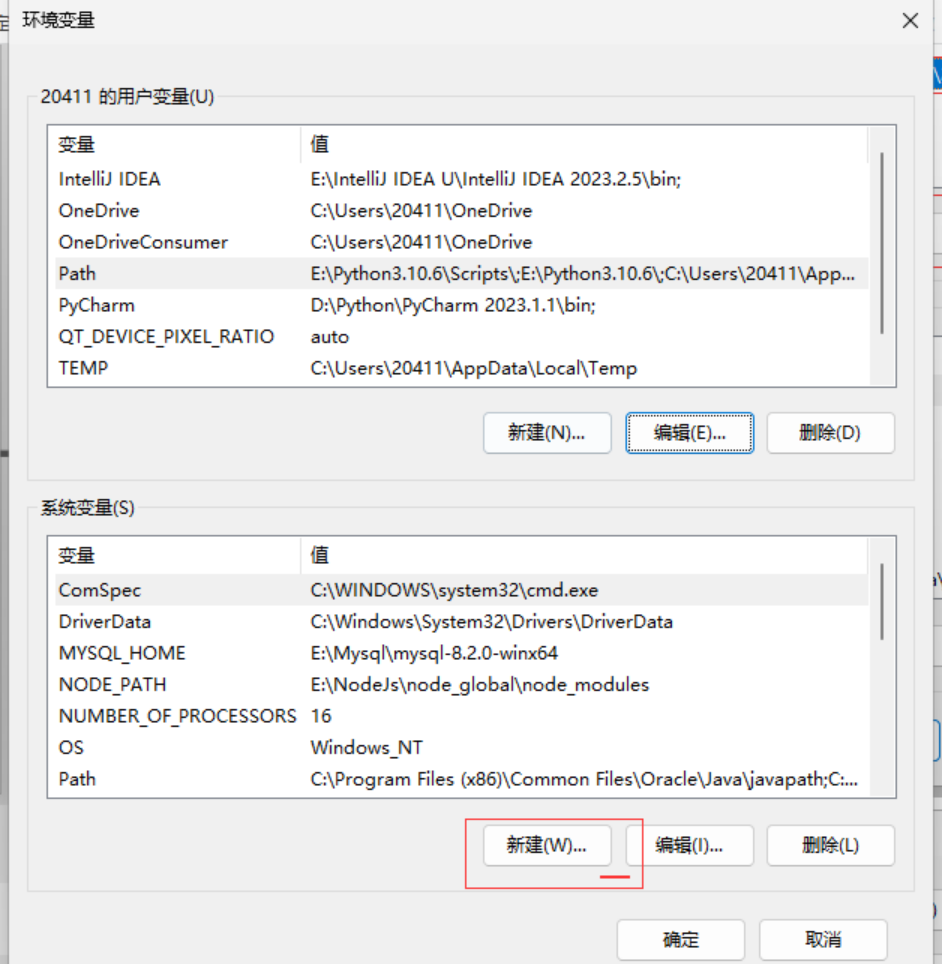 环境变量
20411 的用户变量(U)
变量 值
IntelliJ IDEA E:\IntelliJ IDEA U\IntelliJ IDEA 2023.2.5\bin;
OneDrive C:\Users\20411\OneDrive
OneDriveConsumer C:\Users\20411\OneDrive
Path E:\Python3.10.6\Scripts\;E:\Python3.10.6\;C:\Users\20411\App...
PyCharm D:\Python\PyCharm 2023.1.1\bin;
QT_DEVICE_PIXEL_RATIO auto
TEMP C:\Users\20411\AppData\Local\Temp
新建(N)... 编辑(E)... 删除(D)
系统变量(S)
变量 值
ComSpec C:\WINDOWS\system32\cmd.exe
DriverData C:\Windows\System32\Drivers\DriverData
MYSQL_HOME E:\Mysql\mysql-8.2.0-winx64
NODE_PATH E:\NodeJs\node_global\node_modules
NUMBER_OF_PROCESSORS 16
OS Windows_NT
Path C:\Program Files (x86)\Common Files\Oracle\Java\javapath;C:...
新建(W)... 编辑(I)... 删除(L)
确定 取消